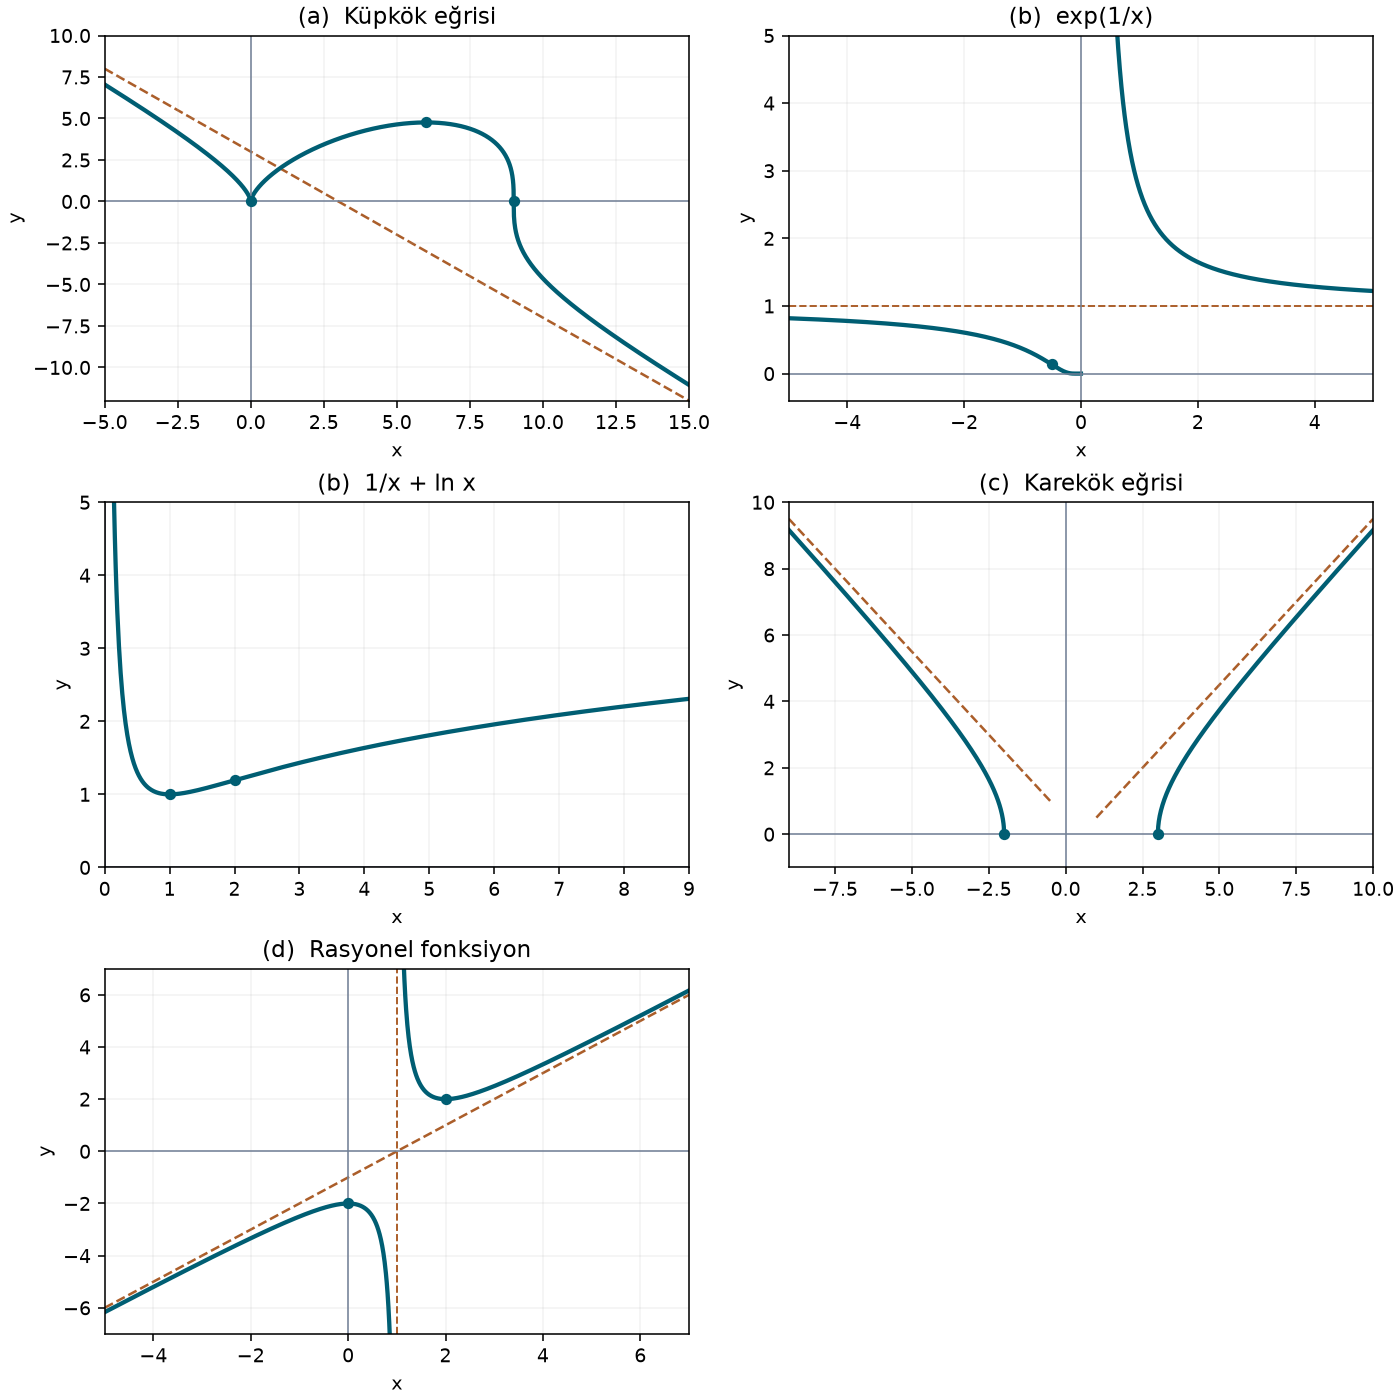 (a)  Küpkök eğrisi
10.0
7.5
5.0
2.5
0.0
−2.5
−5.0
−7.5
−10.0
y
−5.0 −2.5 0.0 2.5 5.0 7.5 10.0 12.5 15.0
x
(b)  exp(1/x)
5
4
3
2
1
0
y
−4 −2 0 2 4
x
(b)  1/x + ln x
5
4
3
2
1
0
y
0 1 2 3 4 5 6 7 8 9
x
(c)  Karekök eğrisi
10
8
6
4
2
0
y
−7.5 −5.0 −2.5 0.0 2.5 5.0 7.5 10.0
x
(d)  Rasyonel fonksiyon
6
4
2
0
−2
−4
−6
y
−4 −2 0 2 4 6
x